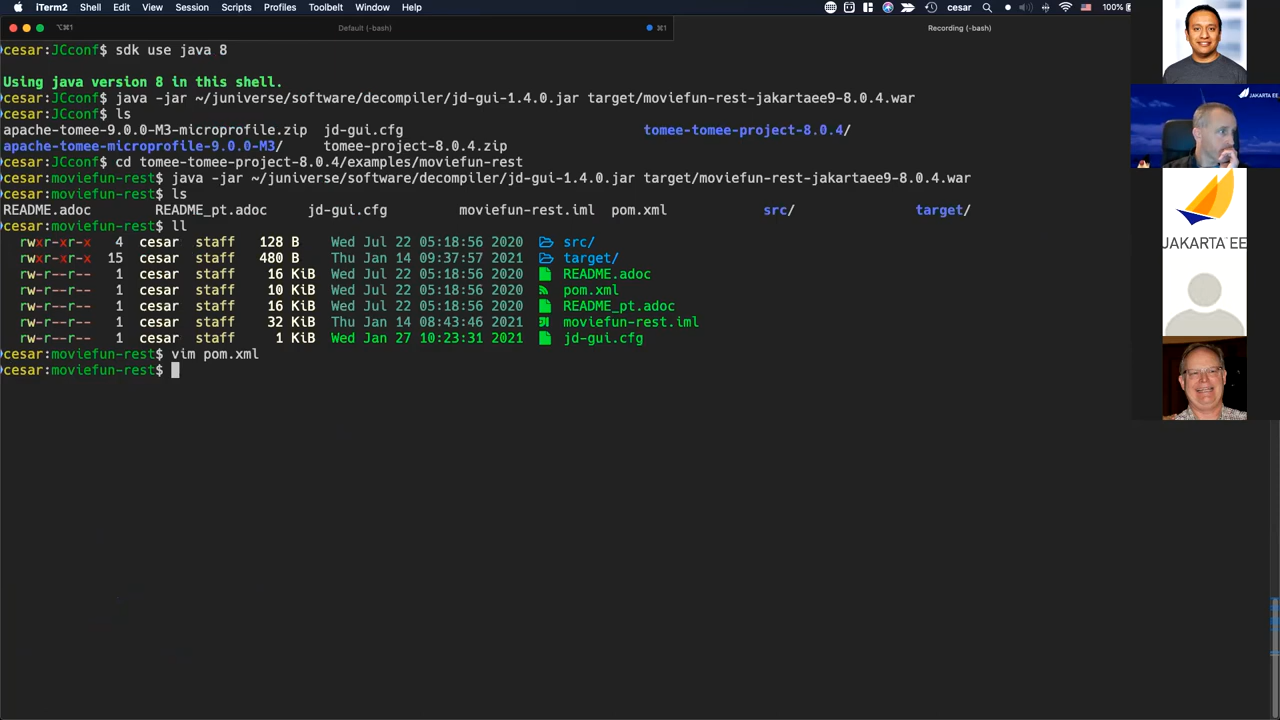 iTerm2 Shell Edit View Session Scripts Profiles Toolbelt Window Help cesar 100%
⌥⌘1 Default (-bash) ⌘1 Recording (-bash)
cesar:JCconf$ sdk use java 8
Using java version 8 in this shell.
cesar:JCconf$ java -jar ~/juniverse/software/decompiler/jd-gui-1.4.0.jar target/moviefun-rest-jakartaee9-8.0.4.war
cesar:JCconf$ ls
apache-tomee-9.0.0-M3-microprofile.zip jd-gui.cfg tomee-tomee-project-8.0.4/
apache-tomee-microprofile-9.0.0-M3/ tomee-project-8.0.4.zip
cesar:JCconf$ cd tomee-tomee-project-8.0.4/examples/moviefun-rest
cesar:moviefun-rest$ java -jar ~/juniverse/software/decompiler/jd-gui-1.4.0.jar target/moviefun-rest-jakartaee9-8.0.4.war
cesar:moviefun-rest$ ls
README.adoc README_pt.adoc jd-gui.cfg moviefun-rest.iml pom.xml src/ target/
cesar:moviefun-rest$ ll
rwxr-xr-x 4 cesar staff 128 B Wed Jul 22 05:18:56 2020 src/
rwxr-xr-x 15 cesar staff 480 B Thu Jan 14 09:37:57 2021 target/
rw-r--r-- 1 cesar staff 16 KiB Wed Jul 22 05:18:56 2020 README.adoc
rw-r--r-- 1 cesar staff 10 KiB Wed Jul 22 05:18:56 2020 pom.xml
rw-r--r-- 1 cesar staff 16 KiB Wed Jul 22 05:18:56 2020 README_pt.adoc
rw-r--r-- 1 cesar staff 32 KiB Thu Jan 14 08:43:46 2021 moviefun-rest.iml
rw-r--r-- 1 cesar staff 1 KiB Wed Jan 27 10:23:31 2021 jd-gui.cfg
cesar:moviefun-rest$ vim pom.xml
cesar:moviefun-rest$
JAKARTA EE
JAKARTA EE